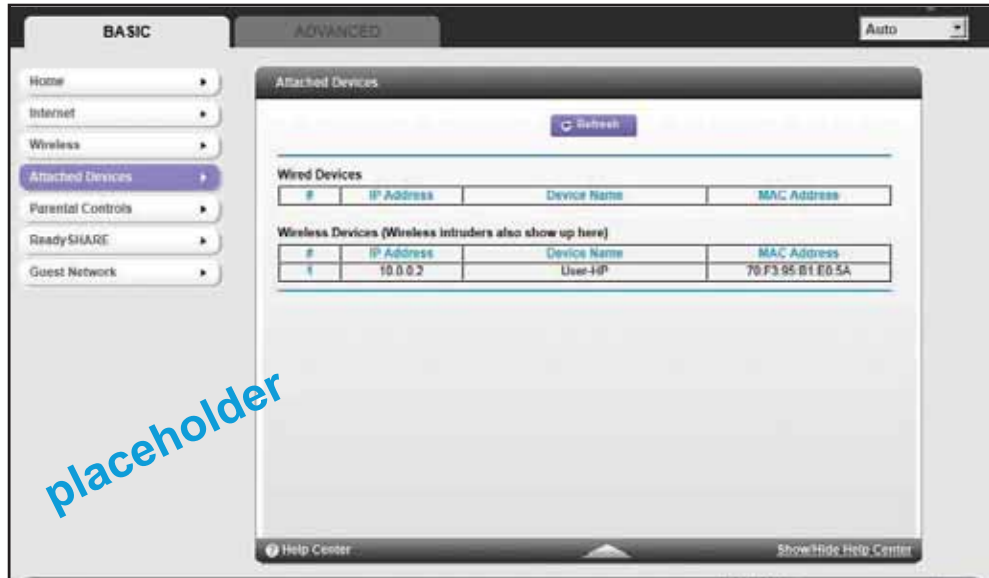 BASIC
ADVANCED
Auto
Home
Internet
Wireless
Attached Devices
Parental Controls
ReadySHARE
Guest Network
Attached Devices
Refresh
Wired Devices
# IP Address Device Name MAC Address
Wireless Devices (Wireless intruders also show up here)
# IP Address Device Name MAC Address
1 10.0.0.2 User-HP 70:F3:95:B1:E0:5A
placeholder
Help Center
Show/Hide Help Center